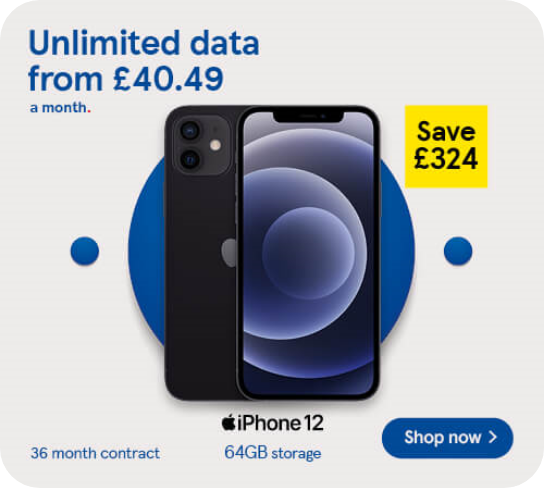 Unlimited data
from £40.49
a month.
Save
£324
iPhone 12
36 month contract
64GB storage
Shop now >